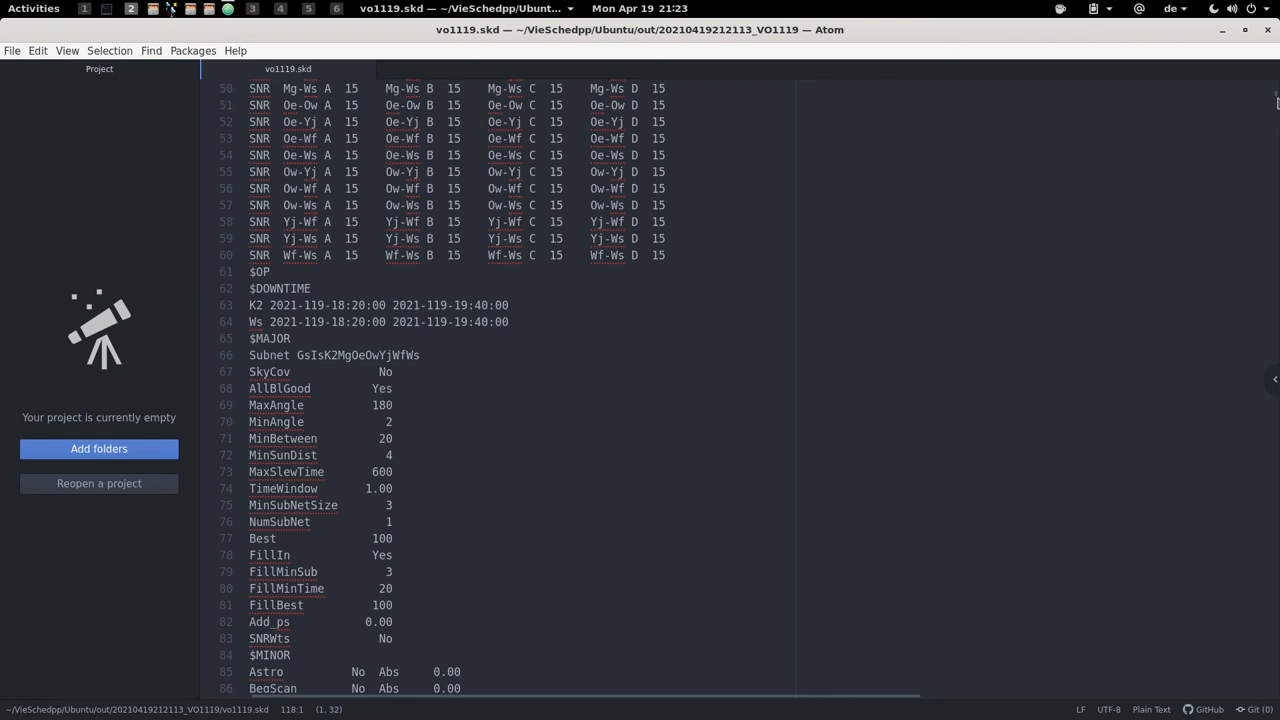 Activities 1 2 3 4 5 6 vo1119.skd — ~/VieSchedpp/Ubunt... Mon Apr 19 21:23 de
vo1119.skd — ~/VieSchedpp/Ubuntu/out/20210419212113_VO1119 — Atom
File Edit View Selection Find Packages Help
Project vo1119.skd
50 SNR Mg-Ws A 15 Mg-Ws B 15 Mg-Ws C 15 Mg-Ws D 15
51 SNR Oe-Ow A 15 Oe-Ow B 15 Oe-Ow C 15 Oe-Ow D 15
52 SNR Oe-Yj A 15 Oe-Yj B 15 Oe-Yj C 15 Oe-Yj D 15
53 SNR Oe-Wf A 15 Oe-Wf B 15 Oe-Wf C 15 Oe-Wf D 15
54 SNR Oe-Ws A 15 Oe-Ws B 15 Oe-Ws C 15 Oe-Ws D 15
55 SNR Ow-Yj A 15 Ow-Yj B 15 Ow-Yj C 15 Ow-Yj D 15
56 SNR Ow-Wf A 15 Ow-Wf B 15 Ow-Wf C 15 Ow-Wf D 15
57 SNR Ow-Ws A 15 Ow-Ws B 15 Ow-Ws C 15 Ow-Ws D 15
58 SNR Yj-Wf A 15 Yj-Wf B 15 Yj-Wf C 15 Yj-Wf D 15
59 SNR Yj-Ws A 15 Yj-Ws B 15 Yj-Ws C 15 Yj-Ws D 15
60 SNR Wf-Ws A 15 Wf-Ws B 15 Wf-Ws C 15 Wf-Ws D 15
61 $OP
62 $DOWNTIME
63 K2 2021-119-18:20:00 2021-119-19:40:00
64 Ws 2021-119-18:20:00 2021-119-19:40:00
65 $MAJOR
66 Subnet GsIsK2MgOeOwYjWfWs
67 SkyCov No
68 AllBlGood Yes
69 MaxAngle 180
70 MinAngle 2
71 MinBetween 20
72 MinSunDist 4
73 MaxSlewTime 600
74 TimeWindow 1.00
75 MinSubNetSize 3
76 NumSubNet 1
77 Best 100
78 FillIn Yes
79 FillMinSub 3
80 FillMinTime 20
81 FillBest 100
82 Add_ps 0.00
83 SNRWts No
84 $MINOR
85 Astro No Abs 0.00
86 BegScan No Abs 0.00
Your project is currently empty
Add folders
Reopen a project
~/VieSchedpp/Ubuntu/out/20210419212113_VO1119/vo1119.skd 118:1 (1, 32) LF UTF-8 Plain Text GitHub Git (0)